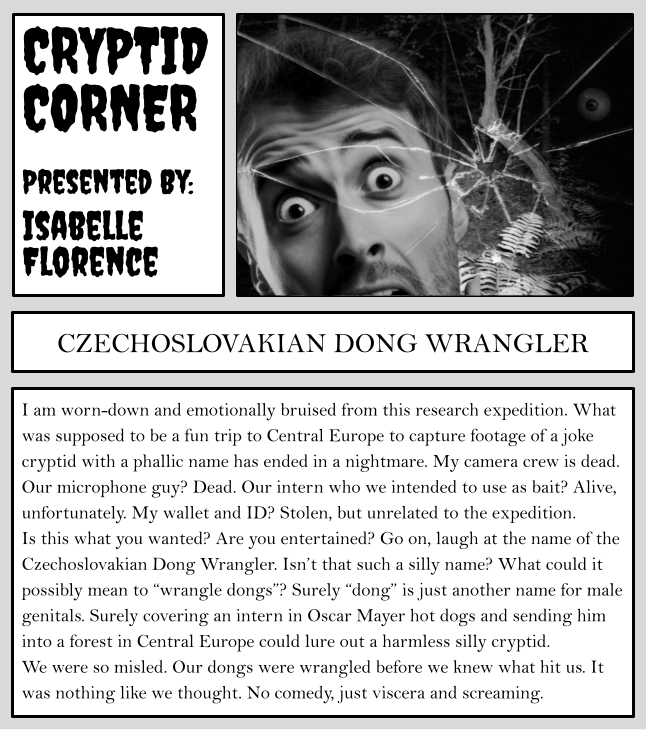 CRYPTID
CORNER
PRESENTED BY:
ISABELLE
FLORENCE
CZECHOSLOVAKIAN DONG WRANGLER
I am worn-down and emotionally bruised from this research expedition. What
was supposed to be a fun trip to Central Europe to capture footage of a joke
cryptid with a phallic name has ended in a nightmare. My camera crew is dead.
Our microphone guy? Dead. Our intern who we intended to use as bait? Alive,
unfortunately. My wallet and ID? Stolen, but unrelated to the expedition.
Is this what you wanted? Are you entertained? Go on, laugh at the name of the
Czechoslovakian Dong Wrangler. Isn't that such a silly name? What could it
possibly mean to “wrangle dongs”? Surely “dong” is just another name for male
genitals. Surely covering an intern in Oscar Mayer hot dogs and sending him
into a forest in Central Europe could lure out a harmless silly cryptid.
We were so misled. Our dongs were wrangled before we knew what hit us. It
was nothing like we thought. No comedy, just viscera and screaming.